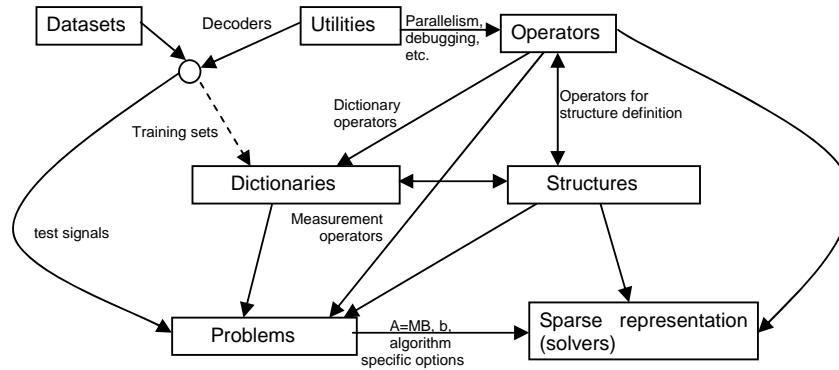 Datasets
Decoders
Utilities
Parallelism,
debugging,
etc.
Operators
Dictionary
operators
Operators for
structure definition
Training sets
Dictionaries
Structures
Measurement
operators
test signals
Problems
A=MB, b,
algorithm
specific options
Sparse representation
(solvers)